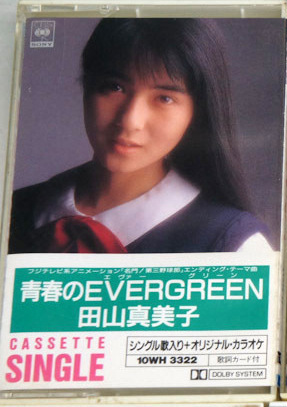 CBS
SONY
フジテレビ系アニメーション「名門!第三野球部」エンディング・テーマ曲
エヴァー グリーン
青春のEVERGREEN
田山真美子
CASSETTE
SINGLE
シングル歌入り+オリジナル・カラオケ
10WH 3322
歌詞カード付
DOLBY SYSTEM